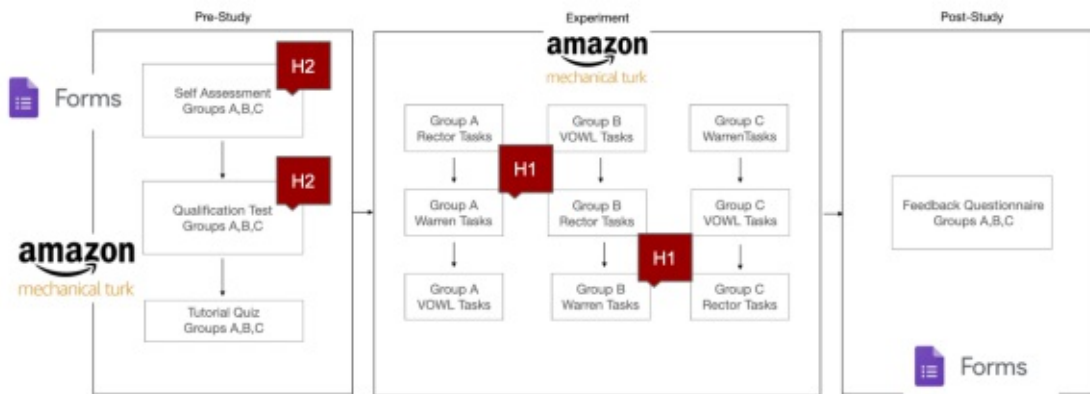 Pre-Study
Experiment
Post-Study
Forms
Self Assessment
Groups A,B,C
H2
Qualification Test
Groups A,B,C
H2
amazon
mechanical turk
Tutorial Quiz
Groups A,B,C
amazon
mechanical turk
Group A
Rector Tasks
Group B
VOWL Tasks
Group C
WarrenTasks
H1
Group A
Warren Tasks
Group B
Rector Tasks
Group C
VOWL Tasks
H1
Group A
VOWL Tasks
Group B
Warren Tasks
Group C
Rector Tasks
Feedback Questionaire
Groups A,B,C
Forms